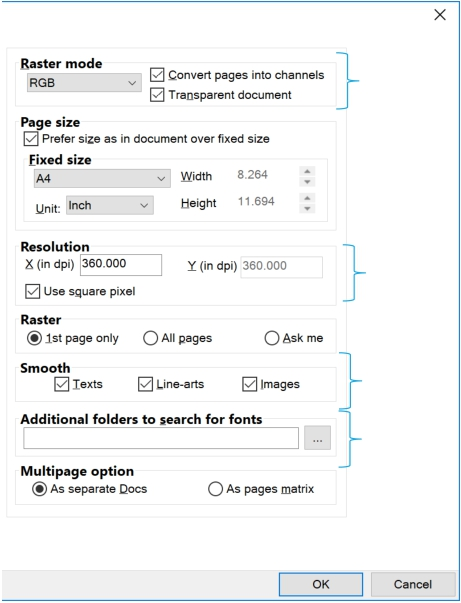 Raster mode
RGB
Convert pages into channels
Transparent document
Page size
Prefer size as in document over fixed size
Fixed size
A4
Width 8.264
Unit: Inch
Height 11.694
Resolution
X (in dpi) 360.000 Y (in dpi) 360.000
Use square pixel
Raster
1st page only All pages Ask me
Smooth
Texts Line-arts Images
Additional folders to search for fonts
...
Multipage option
As separate Docs As pages matrix
OK Cancel